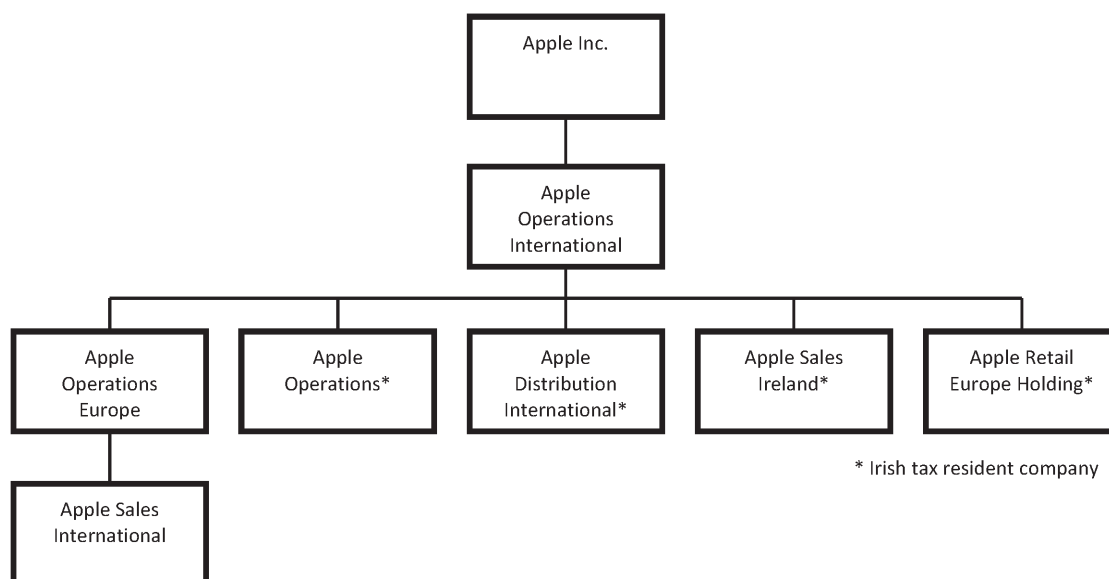 Apple Inc.
Apple
Operations
International
Apple
Operations
Europe
Apple
Operations*
Apple
Distribution
International*
Apple Sales
Ireland*
Apple Retail
Europe Holding*
* Irish tax resident company
Apple Sales
International